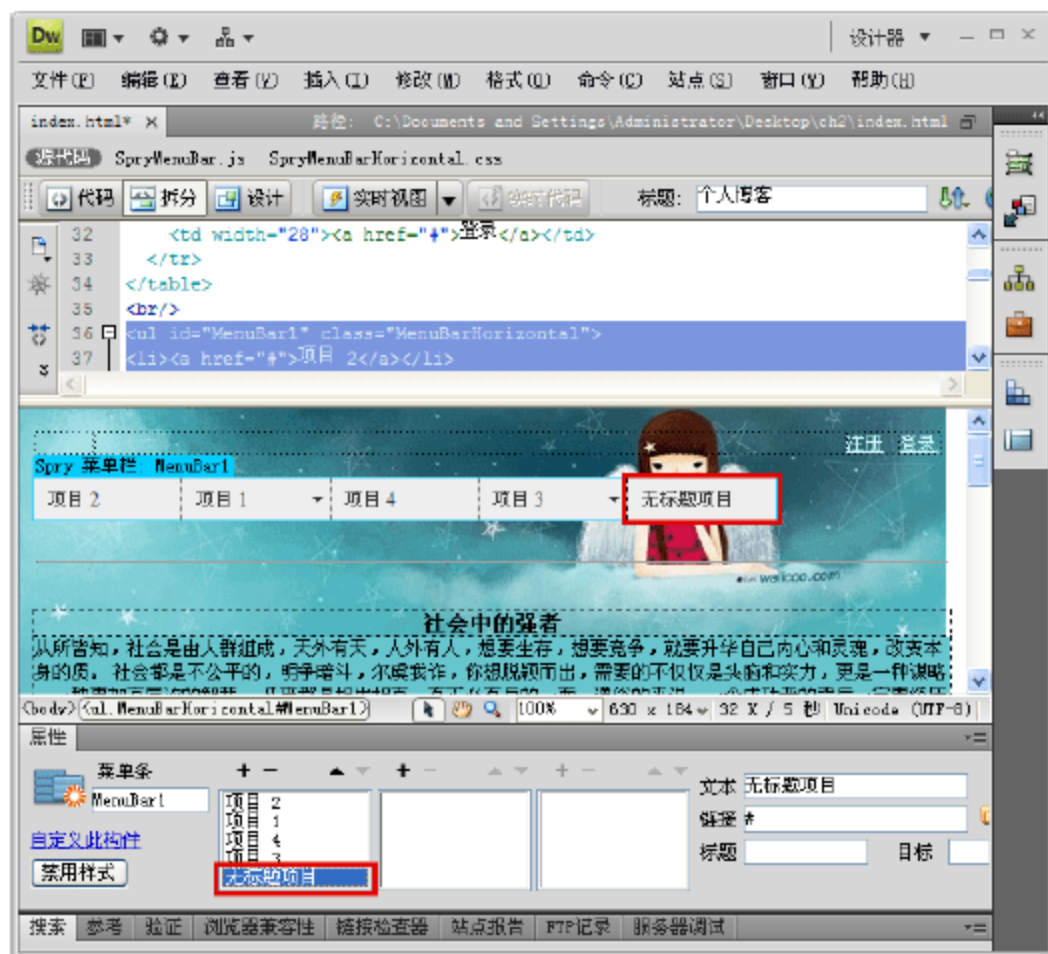 Dw
设计器
文件(F) 编辑(E) 查看(V) 插入(I) 修改(M) 格式(O) 命令(C) 站点(S) 窗口(W) 帮助(H)
index.html* 路径: C:\Documents and Settings\Administrator\Desktop\ch2\index.html
源代码 SpryMenuBar.js SpryMenuBarHorizontal.css
代码 拆分 设计 实时视图 实时代码 标题: 个人博客
32 <td width="28"><a href="#">登录</a></td>
33 </tr>
34 </table>
35 <br/>
36 <ul id="MenuBar1" class="MenuBarHorizontal">
37 <li><a href="#">项目 2</a></li>
注册 登录
Spry 菜单栏: MenuBar1
项目 2 项目 1 项目 4 项目 3 无标题项目
社会中的强者
从所皆知，社会是由人群组成，天外有天，人外有人，想要生存，想要竞争，就要升华自己内心和灵魂，改变本
身的质。 社会都是不公平的，明争暗斗，尔虞我诈，你想脱颖而出，需要的不仅仅是头脑和实力，更是一种谋略
<body><ul.MenuBarHorizontal#MenuBar1> 100% 630 x 184 32 K / 5 秒 Unicode (UTF-8)
属性
菜单条
MenuBar1
自定义此构件
禁用样式
项目 2
项目 1
项目 4
项目 3
无标题项目
文本 无标题项目
链接 #
标题 目标
搜索 参考 验证 浏览器兼容性 链接检查器 站点报告 FTP记录 服务器调试